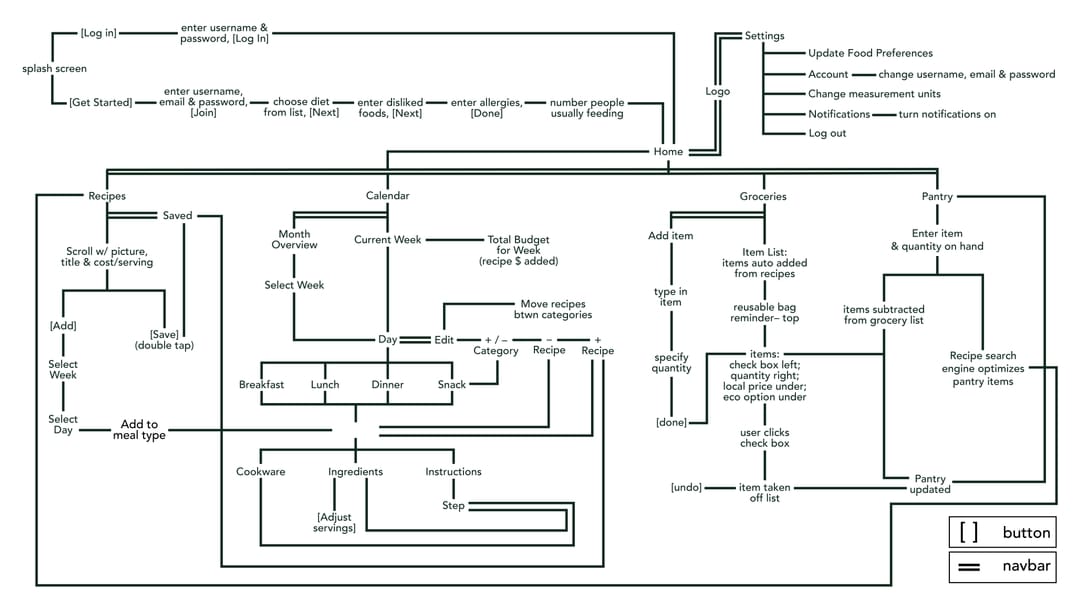 [Log in]
enter username &
password, [Log In]
splash screen
[Get Started]
enter username,
email & password,
[Join]
choose diet
from list, [Next]
enter disliked
foods, [Next]
enter allergies,
[Done]
number people
usually feeding
Settings
Update Food Preferences
Account
change username, email & password
Change measurement units
Notifications
turn notifications on
Log out
Logo
Home
Recipes
Saved
Scroll w/ picture,
title & cost/serving
[Add]
[Save]
(double tap)
Select
Week
Select
Day
Add to
meal type
Calendar
Month
Overview
Select Week
Current Week
Total Budget
for Week
(recipe $ added)
Move recipes
btwn categories
Day
Edit
+ / –
Category
–
Recipe
+
Recipe
Breakfast
Lunch
Dinner
Snack
Cookware
Ingredients
Instructions
[Adjust
servings]
Step
Groceries
Add item
type in
item
specify
quantity
[done]
Item List:
items auto added
from recipes
reusable bag
reminder– top
items:
check box left;
quantity right;
local price under;
eco option under
user clicks
check box
[undo]
item taken
off list
Pantry
Enter item
& quantity on hand
items subtracted
from grocery list
Recipe search
engine optimizes
pantry items
Pantry
updated
[ ] button
navbar